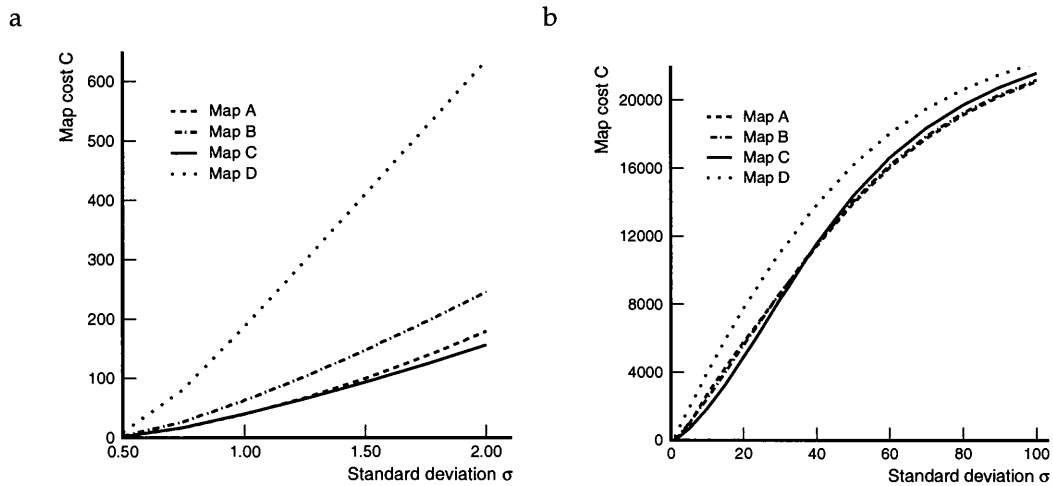 a
Map cost C
600
500
400
300
200
100
0
Map A
Map B
Map C
Map D
0.50
1.00
1.50
2.00
Standard deviation σ
b
Map cost C
20000
16000
12000
8000
4000
0
Map A
Map B
Map C
Map D
0
20
40
60
80
100
Standard deviation σ